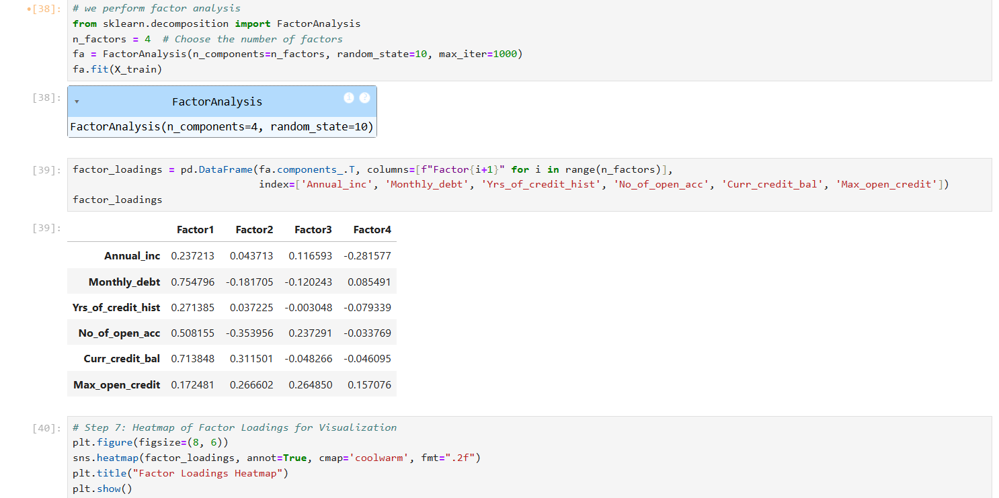 [38]: # we perform factor analysis
from sklearn.decomposition import FactorAnalysis
n_factors = 4  # Choose the number of factors
fa = FactorAnalysis(n_components=n_factors, random_state=10, max_iter=1000)
fa.fit(X_train)
[38]: ▾ FactorAnalysis i ?
FactorAnalysis(n_components=4, random_state=10)
[39]: factor_loadings = pd.DataFrame(fa.components_.T, columns=[f"Factor{i+1}" for i in range(n_factors)],
index=['Annual_inc', 'Monthly_debt', 'Yrs_of_credit_hist', 'No_of_open_acc', 'Curr_credit_bal', 'Max_open_credit'])
factor_loadings
[39]: Factor1 Factor2 Factor3 Factor4
Annual_inc 0.237213 0.043713 0.116593 -0.281577
Monthly_debt 0.754796 -0.181705 -0.120243 0.085491
Yrs_of_credit_hist 0.271385 0.037225 -0.003048 -0.079339
No_of_open_acc 0.508155 -0.353956 0.237291 -0.033769
Curr_credit_bal 0.713848 0.311501 -0.048266 -0.046095
Max_open_credit 0.172481 0.266602 0.264850 0.157076
[40]: # Step 7: Heatmap of Factor Loadings for Visualization
plt.figure(figsize=(8, 6))
sns.heatmap(factor_loadings, annot=True, cmap='coolwarm', fmt=".2f")
plt.title("Factor Loadings Heatmap")
plt.show()